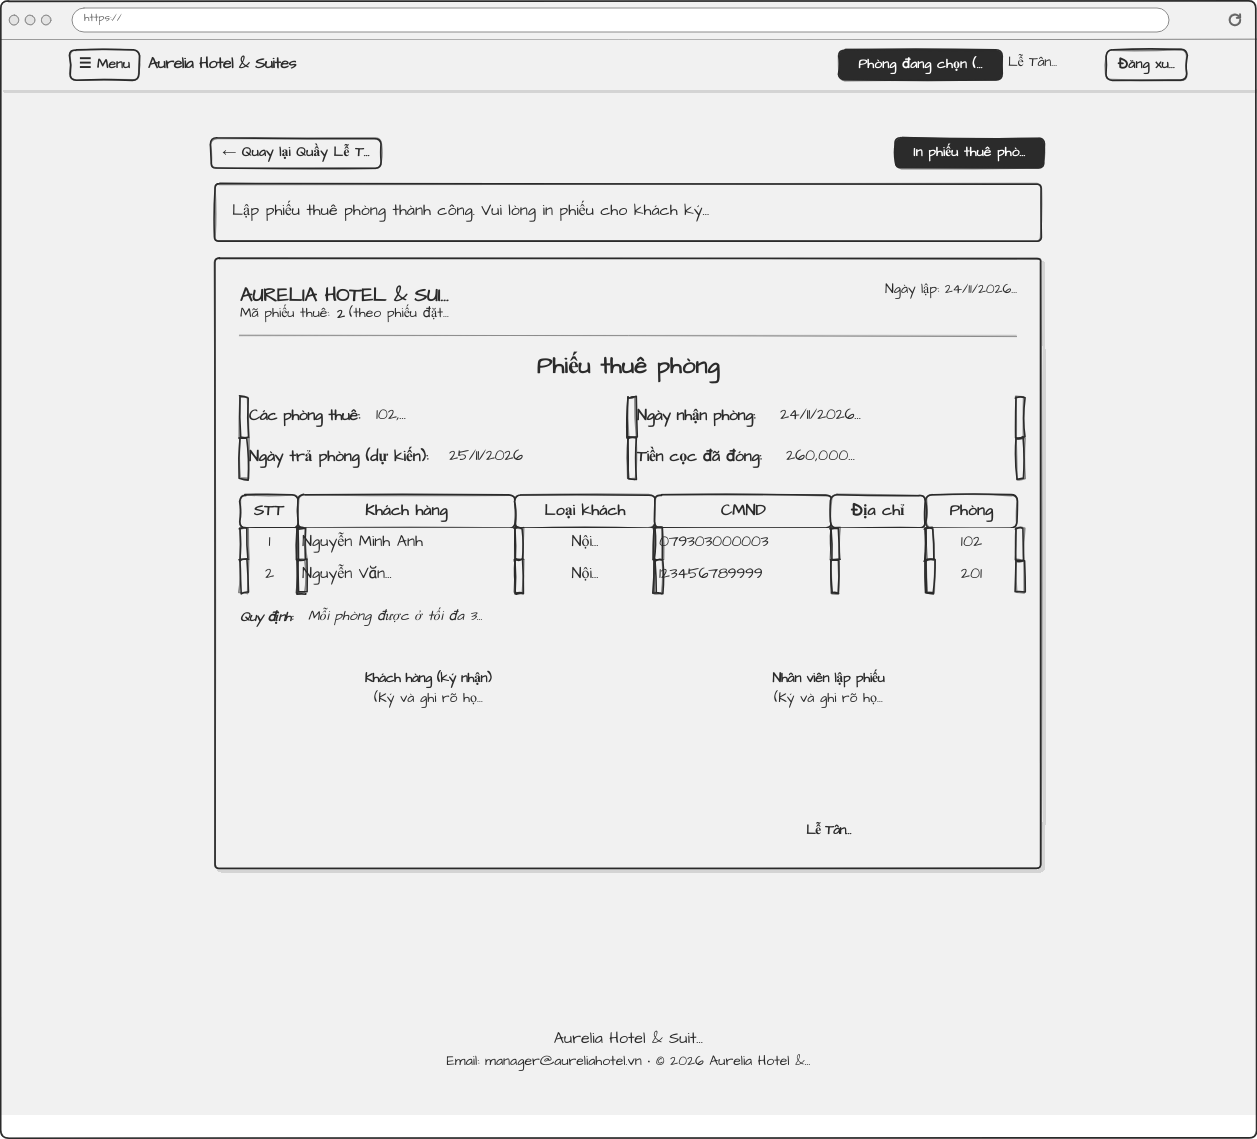 https://
☰ Menu Aurelia Hotel & Suites Phòng đang chọn (... Lễ Tân... Đăng xu...
← Quay lại Quầy Lễ T... In phiếu thuê phò...
Lập phiếu thuê phòng thành công. Vui lòng in phiếu cho khách ký...
AURELIA HOTEL & SUI... Ngày lập: 24/11/2026...
Mã phiếu thuê: 2 (theo phiếu đặt...
Phiếu thuê phòng
Các phòng thuê: 102,... Ngày nhận phòng: 24/11/2026...
Ngày trả phòng (dự kiến): 25/11/2026 Tiền cọc đã đóng: 260,000...
STT Khách hàng Loại khách CMND Địa chỉ Phòng
1 Nguyễn Minh Anh Nội... 079303000003 102
2 Nguyễn Văn... Nội... 123456789999 201
Quy định: Mỗi phòng được ở tối đa 3...
Khách hàng (ký nhận) Nhân viên lập phiếu
(Ký và ghi rõ họ... (Ký và ghi rõ họ...
Lễ Tân...
Aurelia Hotel & Suit...
Email: manager@aureliahotel.vn · © 2026 Aurelia Hotel &...